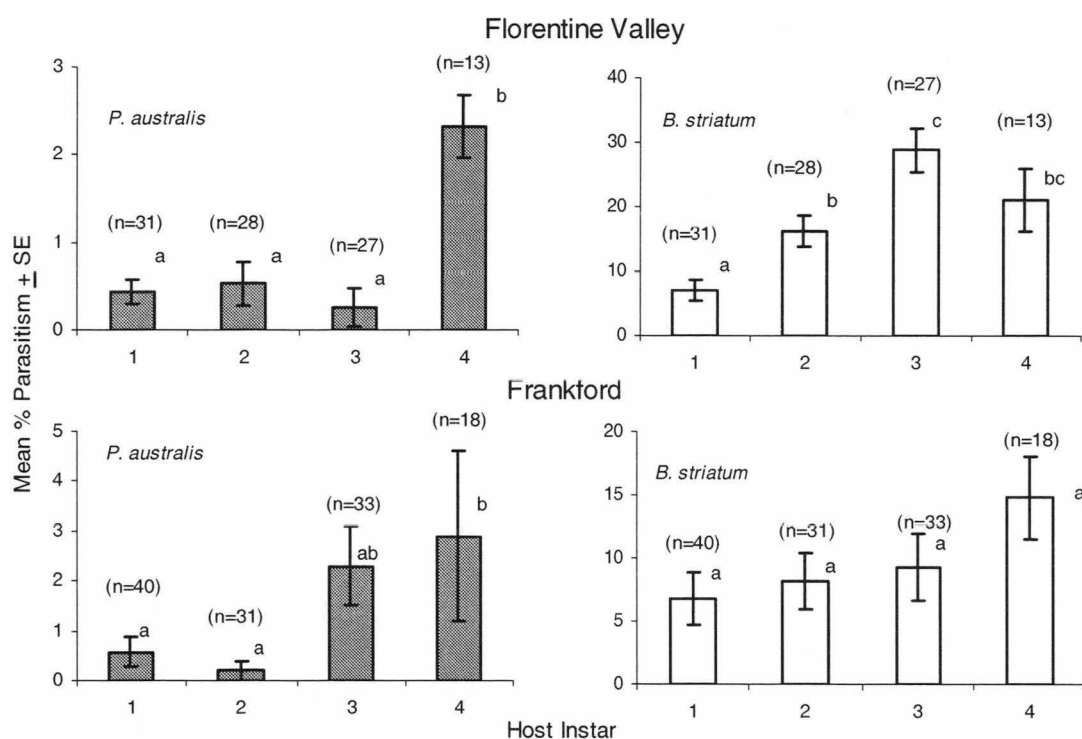 Florentine Valley
Mean % Parasitism ± SE
P. australis
3
2
1
0
(n=31)
a
(n=28)
a
(n=27)
a
(n=13)
b
1 2 3 4
B. striatum
40
30
20
10
0
(n=31)
a
(n=28)
b
(n=27)
c
(n=13)
bc
1 2 3 4
Frankford
P. australis
5
4
3
2
1
0
(n=40)
a
(n=31)
a
(n=33)
ab
(n=18)
b
1 2 3 4
B. striatum
20
15
10
5
0
(n=40)
a
(n=31)
a
(n=33)
a
(n=18)
a
1 2 3 4
Host Instar